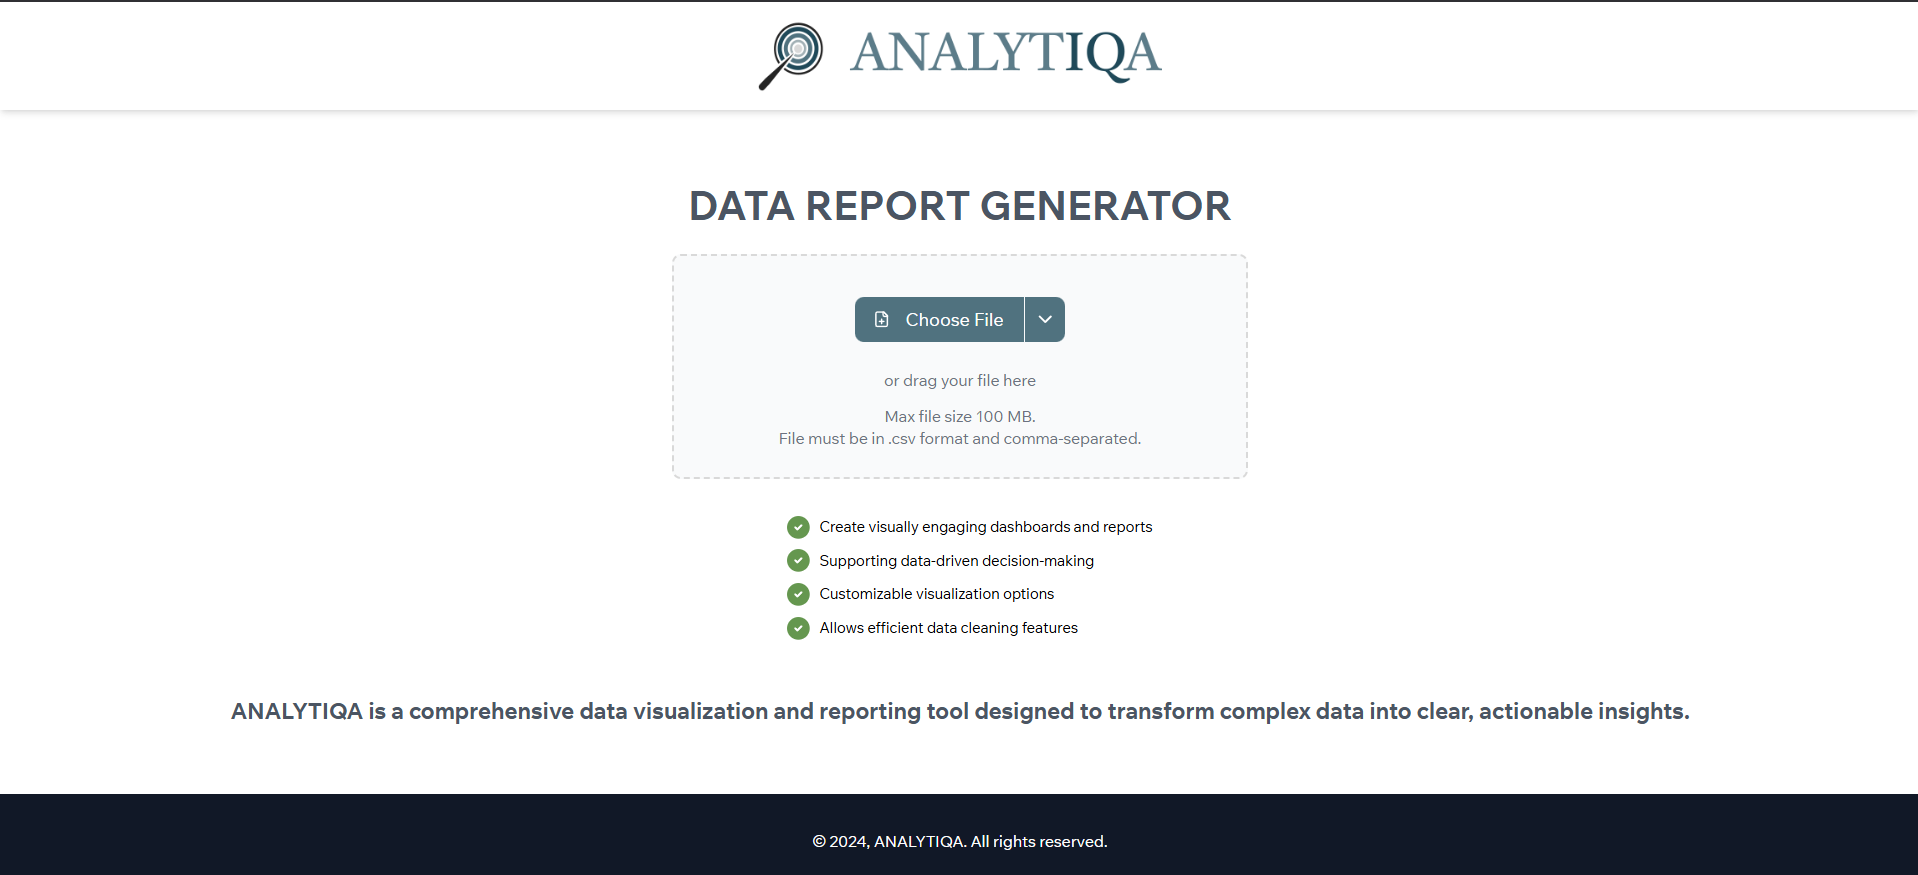 ANALYTIQA
DATA REPORT GENERATOR
Choose File
or drag your file here
Max file size 100 MB.
File must be in .csv format and comma-separated.
Create visually engaging dashboards and reports
Supporting data-driven decision-making
Customizable visualization options
Allows efficient data cleaning features
ANALYTIQA is a comprehensive data visualization and reporting tool designed to transform complex data into clear, actionable insights.
© 2024, ANALYTIQA. All rights reserved.